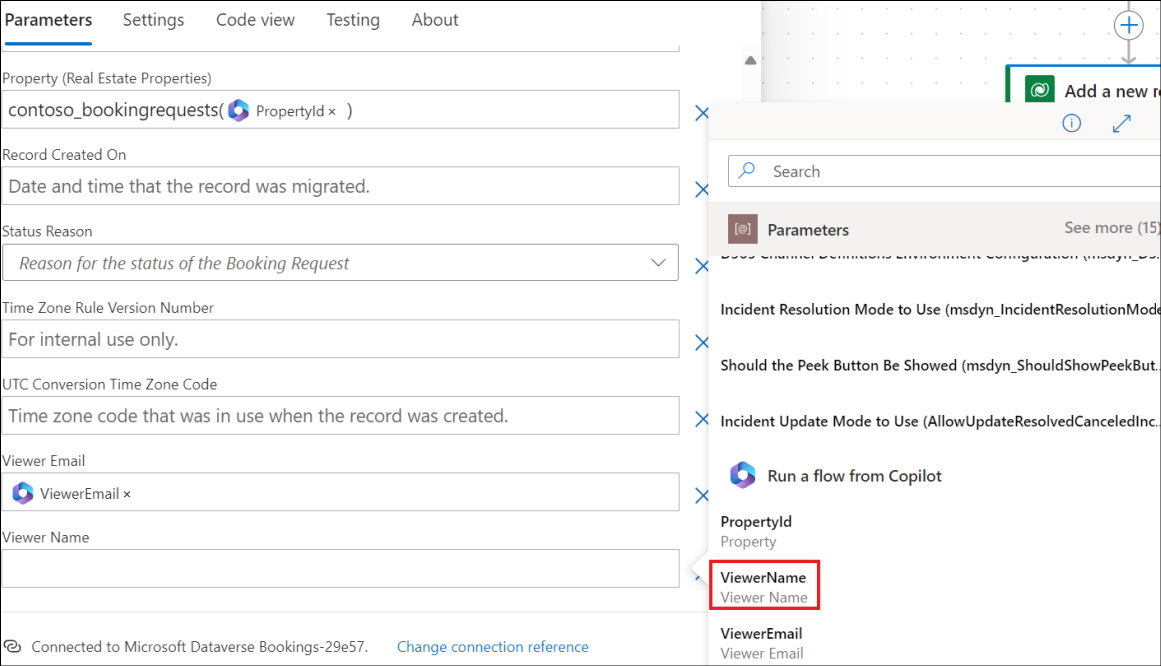 Parameters Settings Code view Testing About
Property (Real Estate Properties)
contoso_bookingrequests( PropertyId × )
Record Created On
Date and time that the record was migrated.
Status Reason
Reason for the status of the Booking Request
Time Zone Rule Version Number
For internal use only.
UTC Conversion Time Zone Code
Time zone code that was in use when the record was created.
Viewer Email
ViewerEmail ×
Viewer Name
Connected to Microsoft Dataverse Bookings-29e57. Change connection reference
Add a new r
Search
[@] Parameters See more (15)
Channel Definitions Environment Configuration (msdyn_D3...
Incident Resolution Mode to Use (msdyn_IncidentResolutionMode
Should the Peek Button Be Showed (msdyn_ShouldShowPeekBut...
Incident Update Mode to Use (AllowUpdateResolvedCanceledInc...
Run a flow from Copilot
PropertyId
Property
ViewerName
Viewer Name
ViewerEmail
Viewer Email